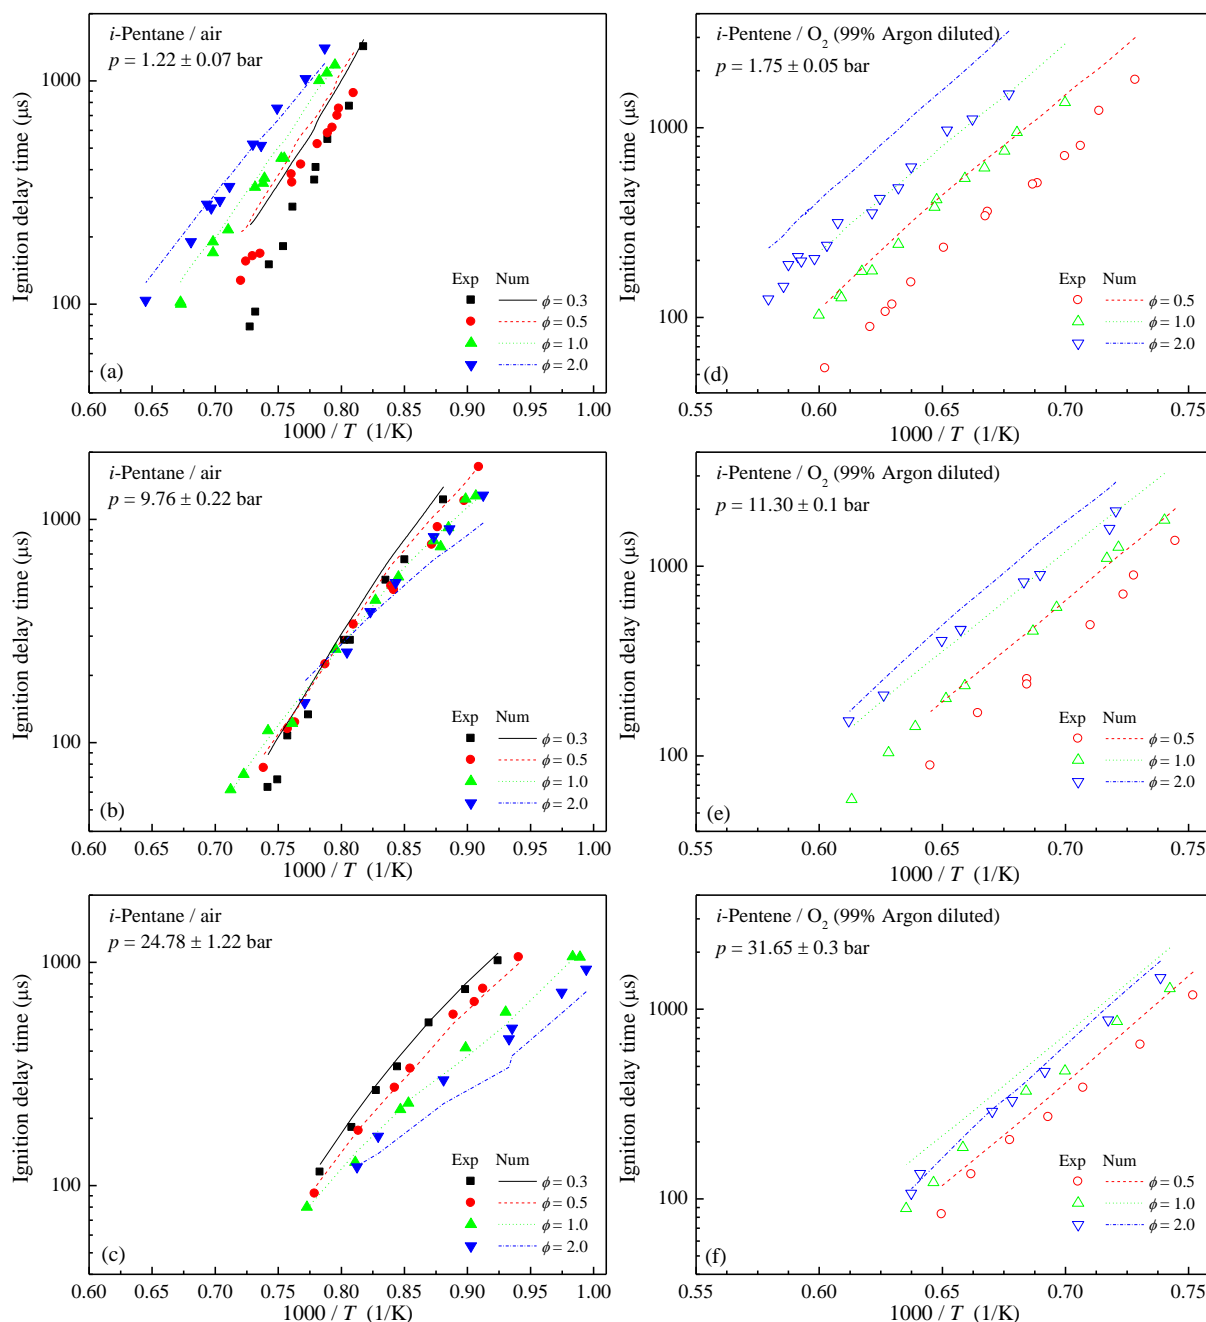 i-Pentane / air
p = 1.22 ± 0.07 bar
Ignition delay time (μs)
1000
100
Exp Num
ϕ = 0.3
ϕ = 0.5
ϕ = 1.0
ϕ = 2.0
(a)
0.60 0.65 0.70 0.75 0.80 0.85 0.90 0.95 1.00
1000 / T (1/K)
i-Pentene / O2 (99% Argon diluted)
p = 1.75 ± 0.05 bar
Ignition delay time (μs)
1000
100
Exp Num
ϕ = 0.5
ϕ = 1.0
ϕ = 2.0
(d)
0.55 0.60 0.65 0.70 0.75
1000 / T (1/K)
i-Pentane / air
p = 9.76 ± 0.22 bar
Ignition delay time (μs)
1000
100
Exp Num
ϕ = 0.3
ϕ = 0.5
ϕ = 1.0
ϕ = 2.0
(b)
0.60 0.65 0.70 0.75 0.80 0.85 0.90 0.95 1.00
1000 / T (1/K)
i-Pentene / O2 (99% Argon diluted)
p = 11.30 ± 0.1 bar
Ignition delay time (μs)
1000
100
Exp Num
ϕ = 0.5
ϕ = 1.0
ϕ = 2.0
(e)
0.55 0.60 0.65 0.70 0.75
1000 / T (1/K)
i-Pentane / air
p = 24.78 ± 1.22 bar
Ignition delay time (μs)
1000
100
Exp Num
ϕ = 0.3
ϕ = 0.5
ϕ = 1.0
ϕ = 2.0
(c)
0.60 0.65 0.70 0.75 0.80 0.85 0.90 0.95 1.00
1000 / T (1/K)
i-Pentene / O2 (99% Argon diluted)
p = 31.65 ± 0.3 bar
Ignition delay time (μs)
1000
100
Exp Num
ϕ = 0.5
ϕ = 1.0
ϕ = 2.0
(f)
0.55 0.60 0.65 0.70 0.75
1000 / T (1/K)